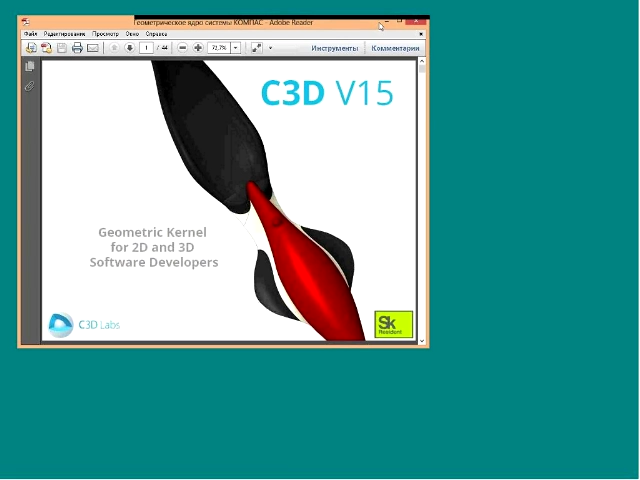 еометрическое ядро системы КОМПАС - Adobe Reader
Файл Редактирование Просмотр Окно Справка
1 / 44 72,7% Инструменты Комментарии
C3D V15
Geometric Kernel
for 2D and 3D
Software Developers
C3D Labs
Sk
Resident